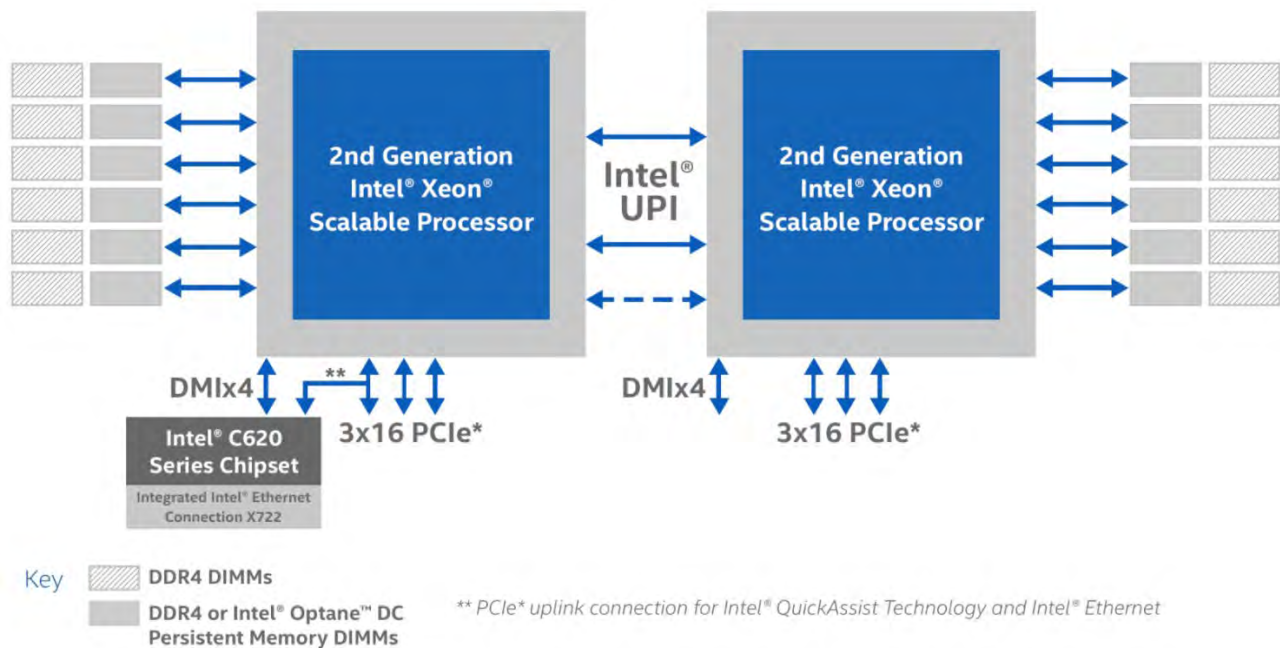 2nd Generation
Intel® Xeon®
Scalable Processor
Intel®
UPI
2nd Generation
Intel® Xeon®
Scalable Processor
DMIx4
**
3x16 PCIe*
DMIx4
3x16 PCIe*
Intel® C620
Series Chipset
Integrated Intel® Ethernet
Connection X722
Key
DDR4 DIMMs
DDR4 or Intel® Optane™ DC
Persistent Memory DIMMs
** PCIe* uplink connection for Intel® QuickAssist Technology and Intel® Ethernet